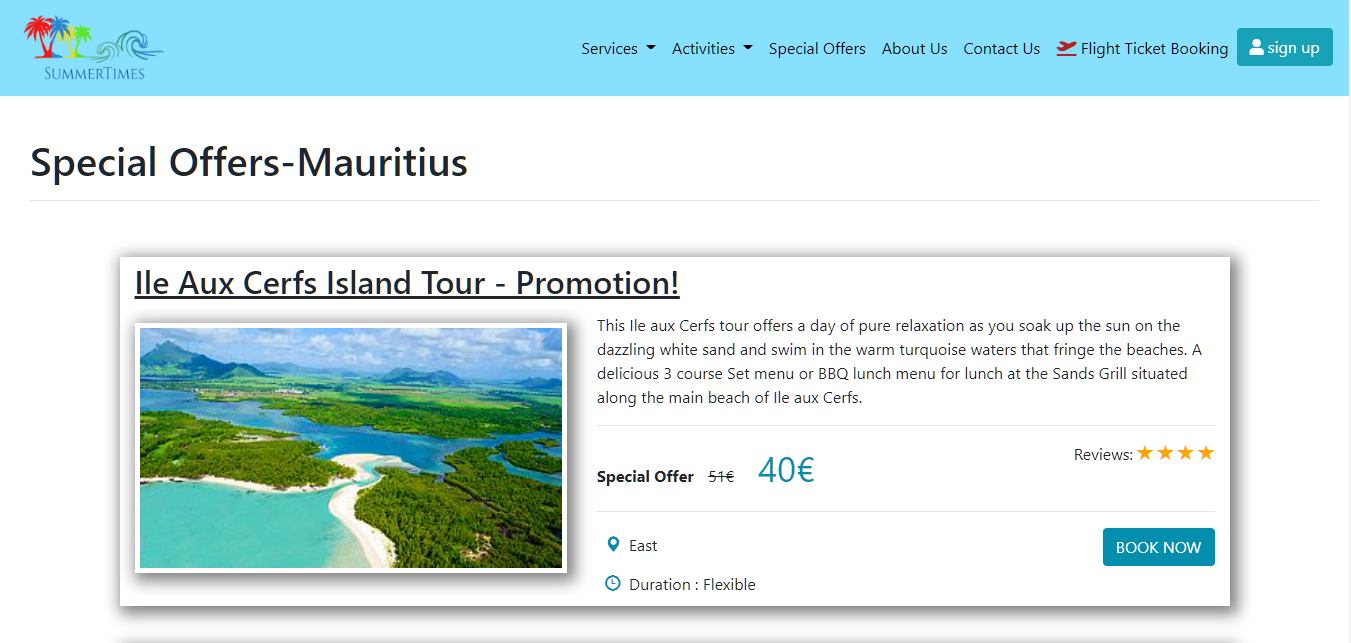 SUMMERTIMES
Services Activities Special Offers About Us Contact Us Flight Ticket Booking sign up
Special Offers-Mauritius
Ile Aux Cerfs Island Tour - Promotion!
This Ile aux Cerfs tour offers a day of pure relaxation as you soak up the sun on the
dazzling white sand and swim in the warm turquoise waters that fringe the beaches. A
delicious 3 course Set menu or BBQ lunch menu for lunch at the Sands Grill situated
along the main beach of Ile aux Cerfs.
Reviews: ★★★★
Special Offer 51€ 40€
East
BOOK NOW
Duration : Flexible